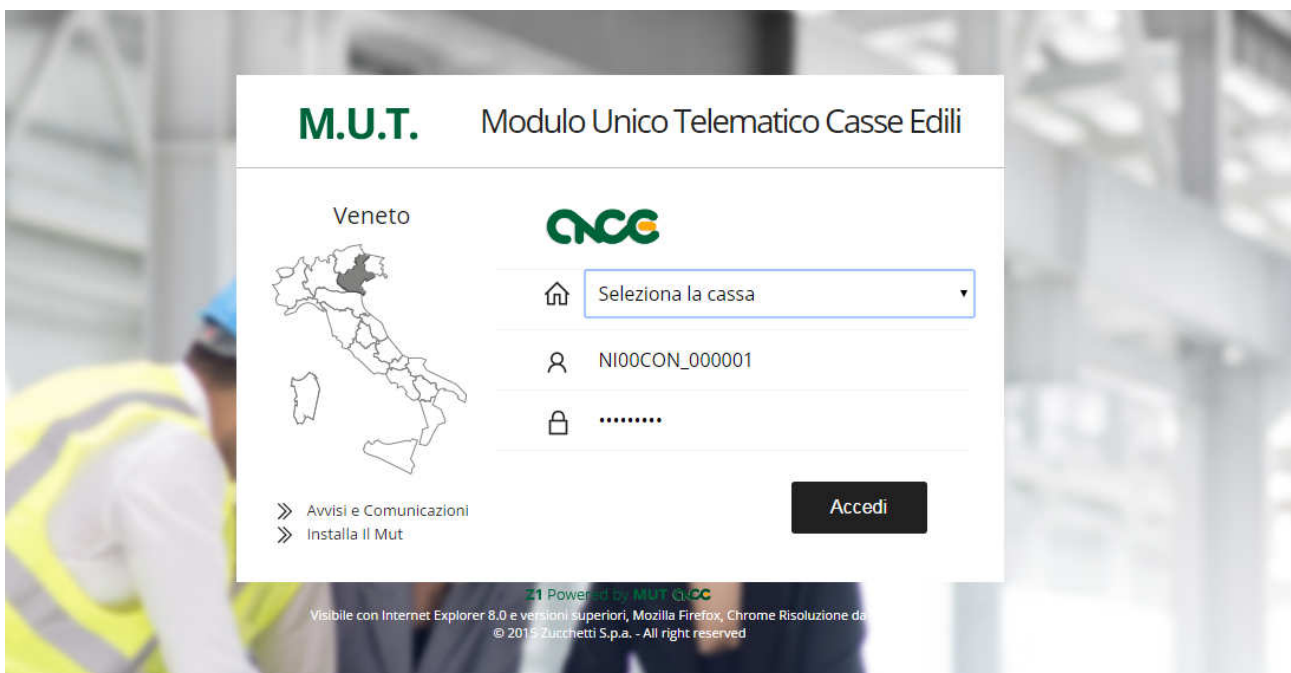 M.U.T. Modulo Unico Telematico Casse Edili
Veneto
CNCE
Seleziona la cassa
NI00CON_000001
•••••••••
Avvisi e Comunicazioni
Installa Il Mut
Accedi
Z1 Powered by MUT CNCC
Visibile con Internet Explorer 8.0 e versioni superiori, Mozilla Firefox, Chrome Risoluzione da
© 2015 Zucchetti S.p.a. - All right reserved